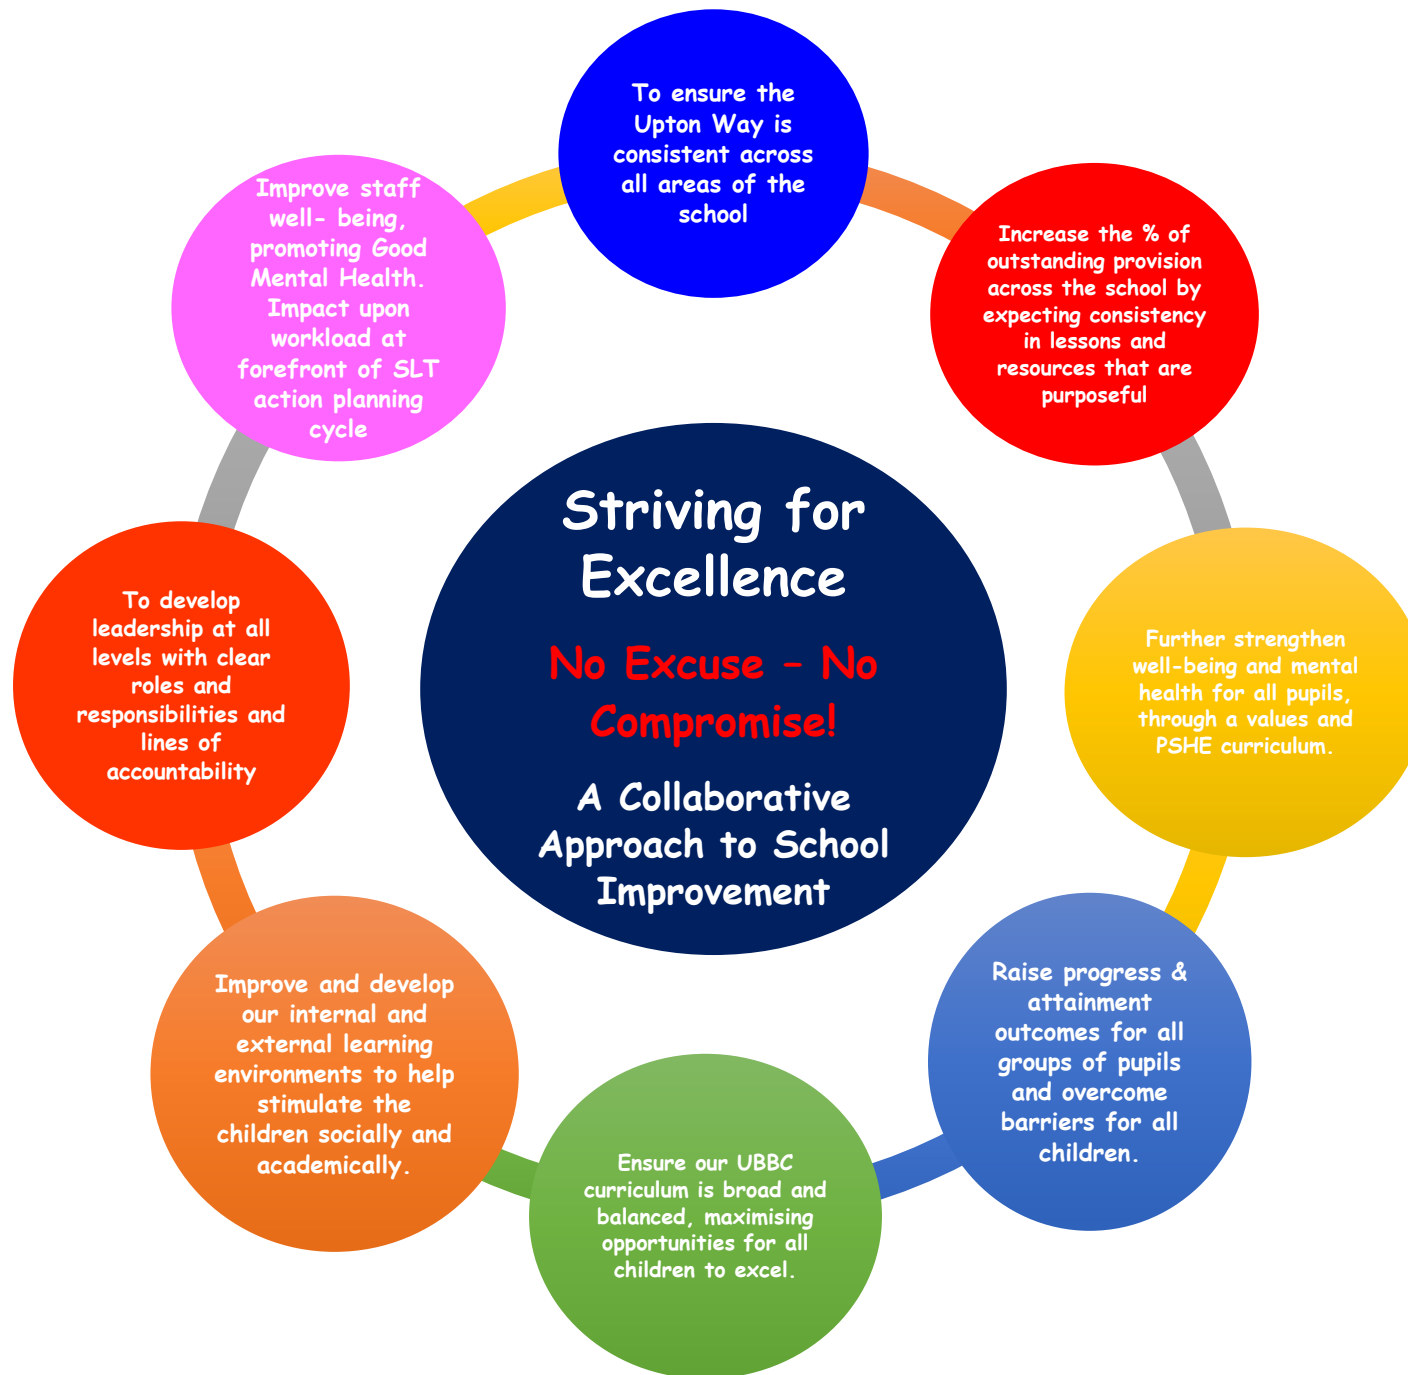 To ensure the
Upton Way is
consistent across
all areas of the
school
Increase the % of
outstanding provision
across the school by
expecting consistency
in lessons and
resources that are
purposeful
Further strengthen
well-being and mental
health for all pupils,
through a values and
PSHE curriculum.
Raise progress &
attainment
outcomes for all
groups of pupils
and overcome
barriers for all
children.
Ensure our UBBC
curriculum is broad and
balanced, maximising
opportunities for all
children to excel.
Improve and develop
our internal and
external learning
environments to help
stimulate the
children socially and
academically.
To develop
leadership at all
levels with clear
roles and
responsibilities and
lines of
accountability
Improve staff
well- being,
promoting Good
Mental Health.
Impact upon
workload at
forefront of SLT
action planning
cycle
Striving for
Excellence
No Excuse – No
Compromise!
A Collaborative
Approach to School
Improvement